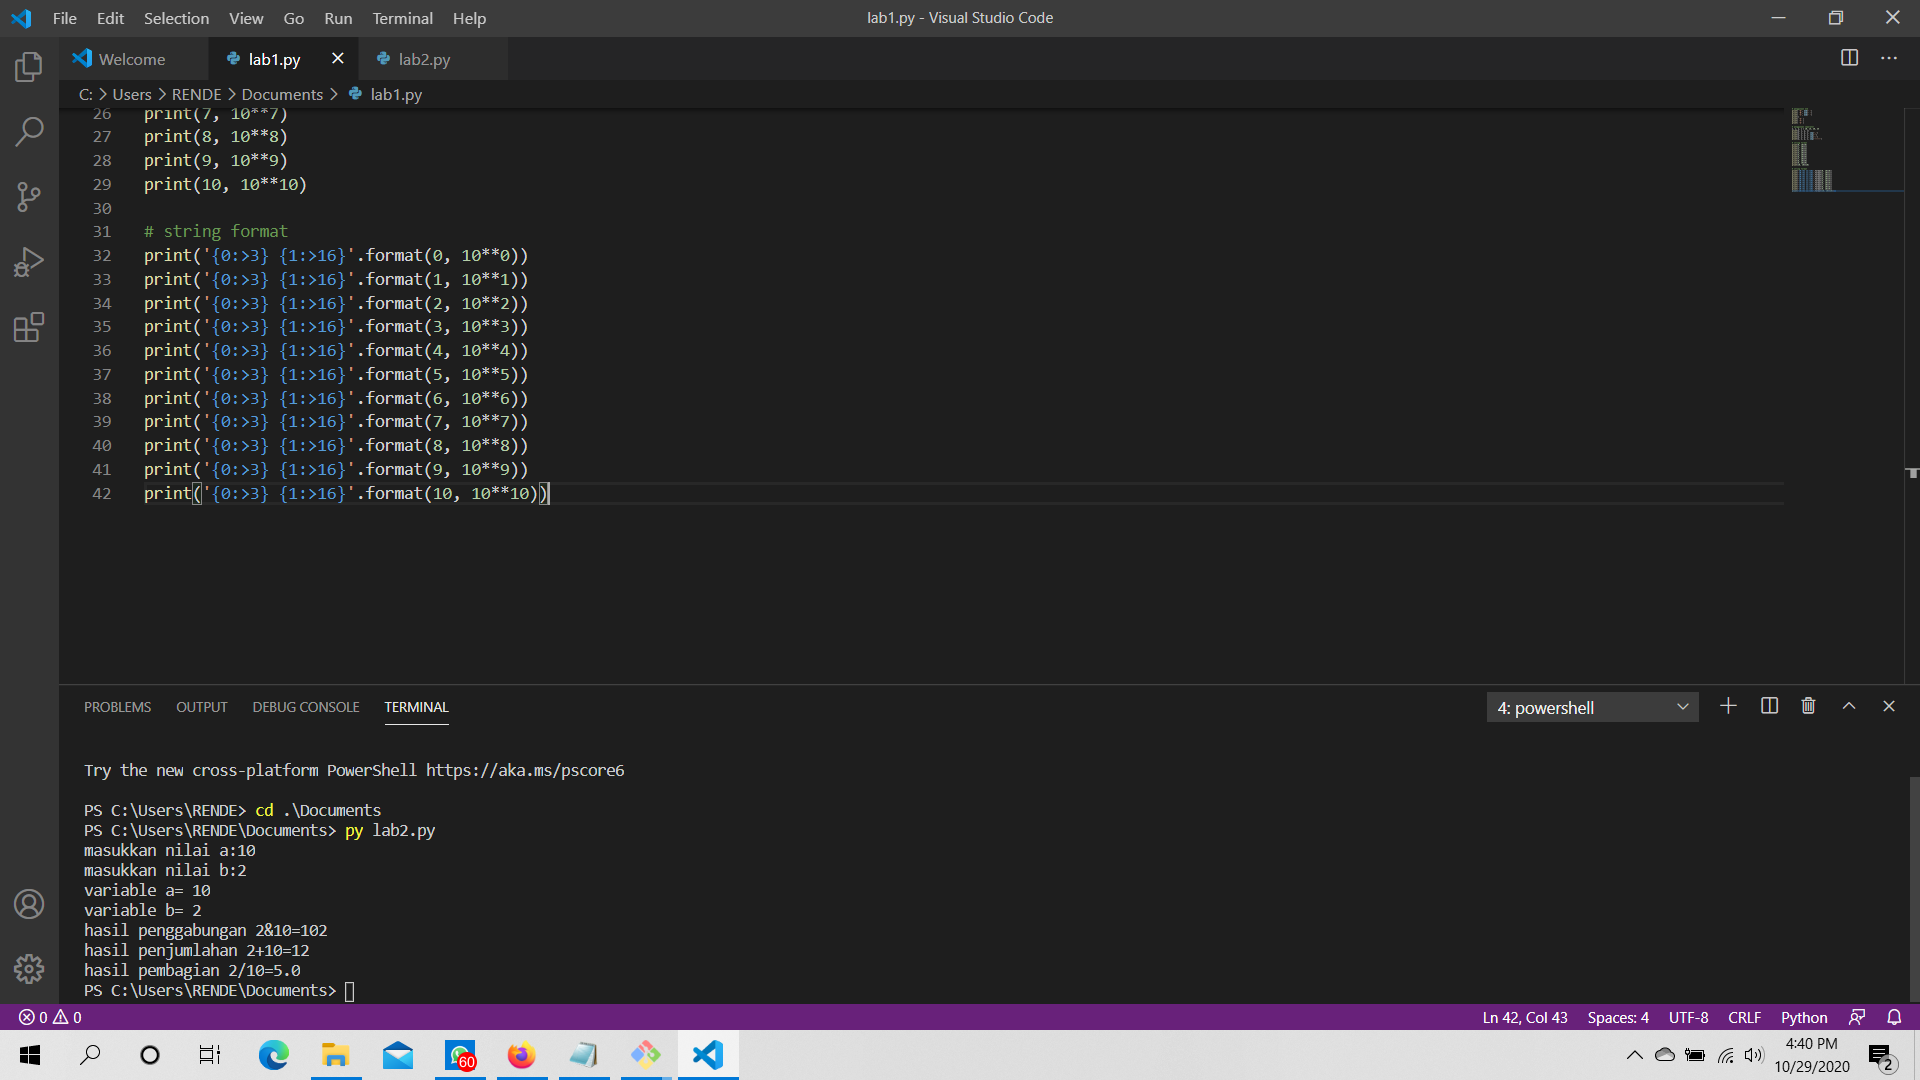 File Edit Selection View Go Run Terminal Help
lab1.py - Visual Studio Code
Welcome lab1.py lab2.py
C: > Users > RENDE > Documents > lab1.py
26 print(7, 10**7)
27 print(8, 10**8)
28 print(9, 10**9)
29 print(10, 10**10)
30
31 # string format
32 print('{0:>3} {1:>16}'.format(0, 10**0))
33 print('{0:>3} {1:>16}'.format(1, 10**1))
34 print('{0:>3} {1:>16}'.format(2, 10**2))
35 print('{0:>3} {1:>16}'.format(3, 10**3))
36 print('{0:>3} {1:>16}'.format(4, 10**4))
37 print('{0:>3} {1:>16}'.format(5, 10**5))
38 print('{0:>3} {1:>16}'.format(6, 10**6))
39 print('{0:>3} {1:>16}'.format(7, 10**7))
40 print('{0:>3} {1:>16}'.format(8, 10**8))
41 print('{0:>3} {1:>16}'.format(9, 10**9))
42 print('{0:>3} {1:>16}'.format(10, 10**10))
PROBLEMS OUTPUT DEBUG CONSOLE TERMINAL
4: powershell
Try the new cross-platform PowerShell https://aka.ms/pscore6
PS C:\Users\RENDE> cd .\Documents
PS C:\Users\RENDE\Documents> py lab2.py
masukkan nilai a:10
masukkan nilai b:2
variable a= 10
variable b= 2
hasil penggabungan 2&10=102
hasil penjumlahan 2+10=12
hasil pembagian 2/10=5.0
PS C:\Users\RENDE\Documents>
0 0
Ln 42, Col 43 Spaces: 4 UTF-8 CRLF Python
60
4:40 PM
10/29/2020
2